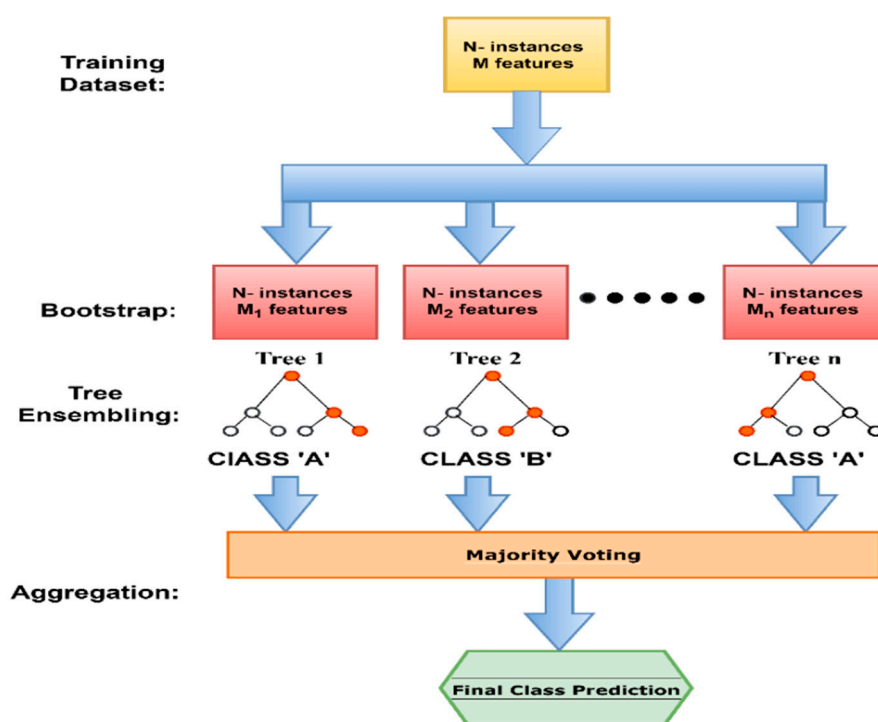 Training
Dataset:
N- instances
M features
Bootstrap:
N- instances
M₁ features
N- instances
M₂ features
N- instances
Mₙ features
Tree
Ensembling:
Tree 1
Tree 2
Tree n
ClASS 'A'
CLASS 'B'
CLASS 'A'
Aggregation:
Majority Voting
Final Class Prediction